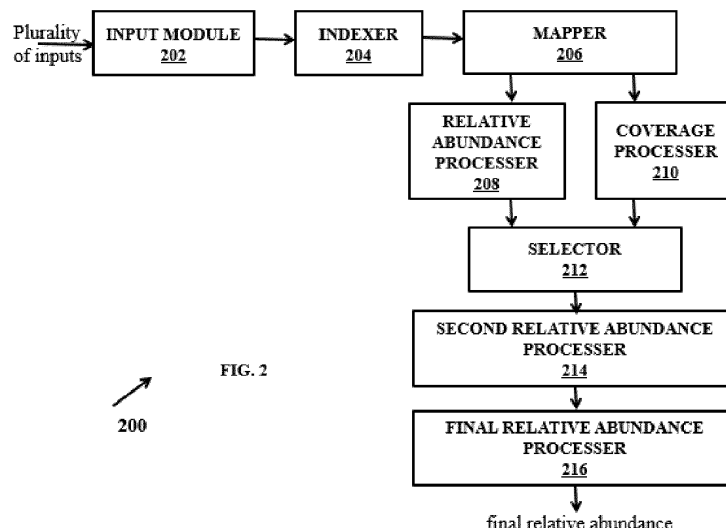 Plurality
of inputs
INPUT MODULE
202
INDEXER
204
MAPPER
206
RELATIVE
ABUNDANCE
PROCESSER
208
COVERAGE
PROCESSER
210
SELECTOR
212
SECOND RELATIVE ABUNDANCE
PROCESSER
214
FINAL RELATIVE ABUNDANCE
PROCESSER
216
final relative abundance
FIG. 2
200